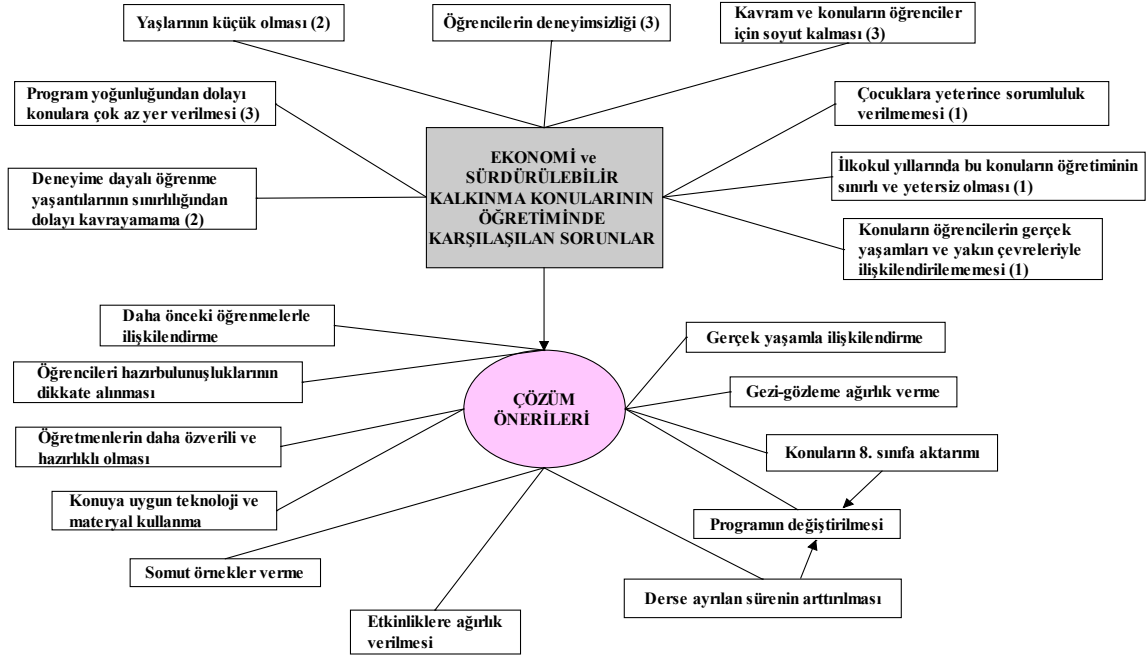 Yaşlarının küçük olması (2)
Öğrencilerin deneyimsizliği (3)
Kavram ve konuların öğrenciler
için soyut kalması (3)
Program yoğunluğundan dolayı
konulara çok az yer verilmesi (3)
Çocuklara yeterince sorumluluk
verilmemesi (1)
Deneyime dayalı öğrenme
yaşantılarının sınırlılığından
dolayı kavrayamama (2)
EKONOMİ ve
SÜRDÜRÜLEBİLİR
KALKINMA KONULARININ
ÖĞRETİMİNDE
KARŞILAŞILAN SORUNLAR
İlkokul yıllarında bu konuların öğretiminin
sınırlı ve yetersiz olması (1)
Konuların öğrencilerin gerçek
yaşamları ve yakın çevreleriyle
ilişkilendirilememesi (1)
Daha önceki öğrenmelerle
ilişkilendirme
Gerçek yaşamla ilişkilendirme
Öğrencileri hazırbulunuşluklarının
dikkate alınması
ÇÖZÜM
ÖNERİLERİ
Gezi-gözleme ağırlık verme
Öğretmenlerin daha özverili ve
hazırlıklı olması
Konuların 8. sınıfa aktarımı
Konuya uygun teknoloji ve
materyal kullanma
Programın değiştirilmesi
Somut örnekler verme
Derse ayrılan sürenin arttırılması
Etkinliklere ağırlık
verilmesi